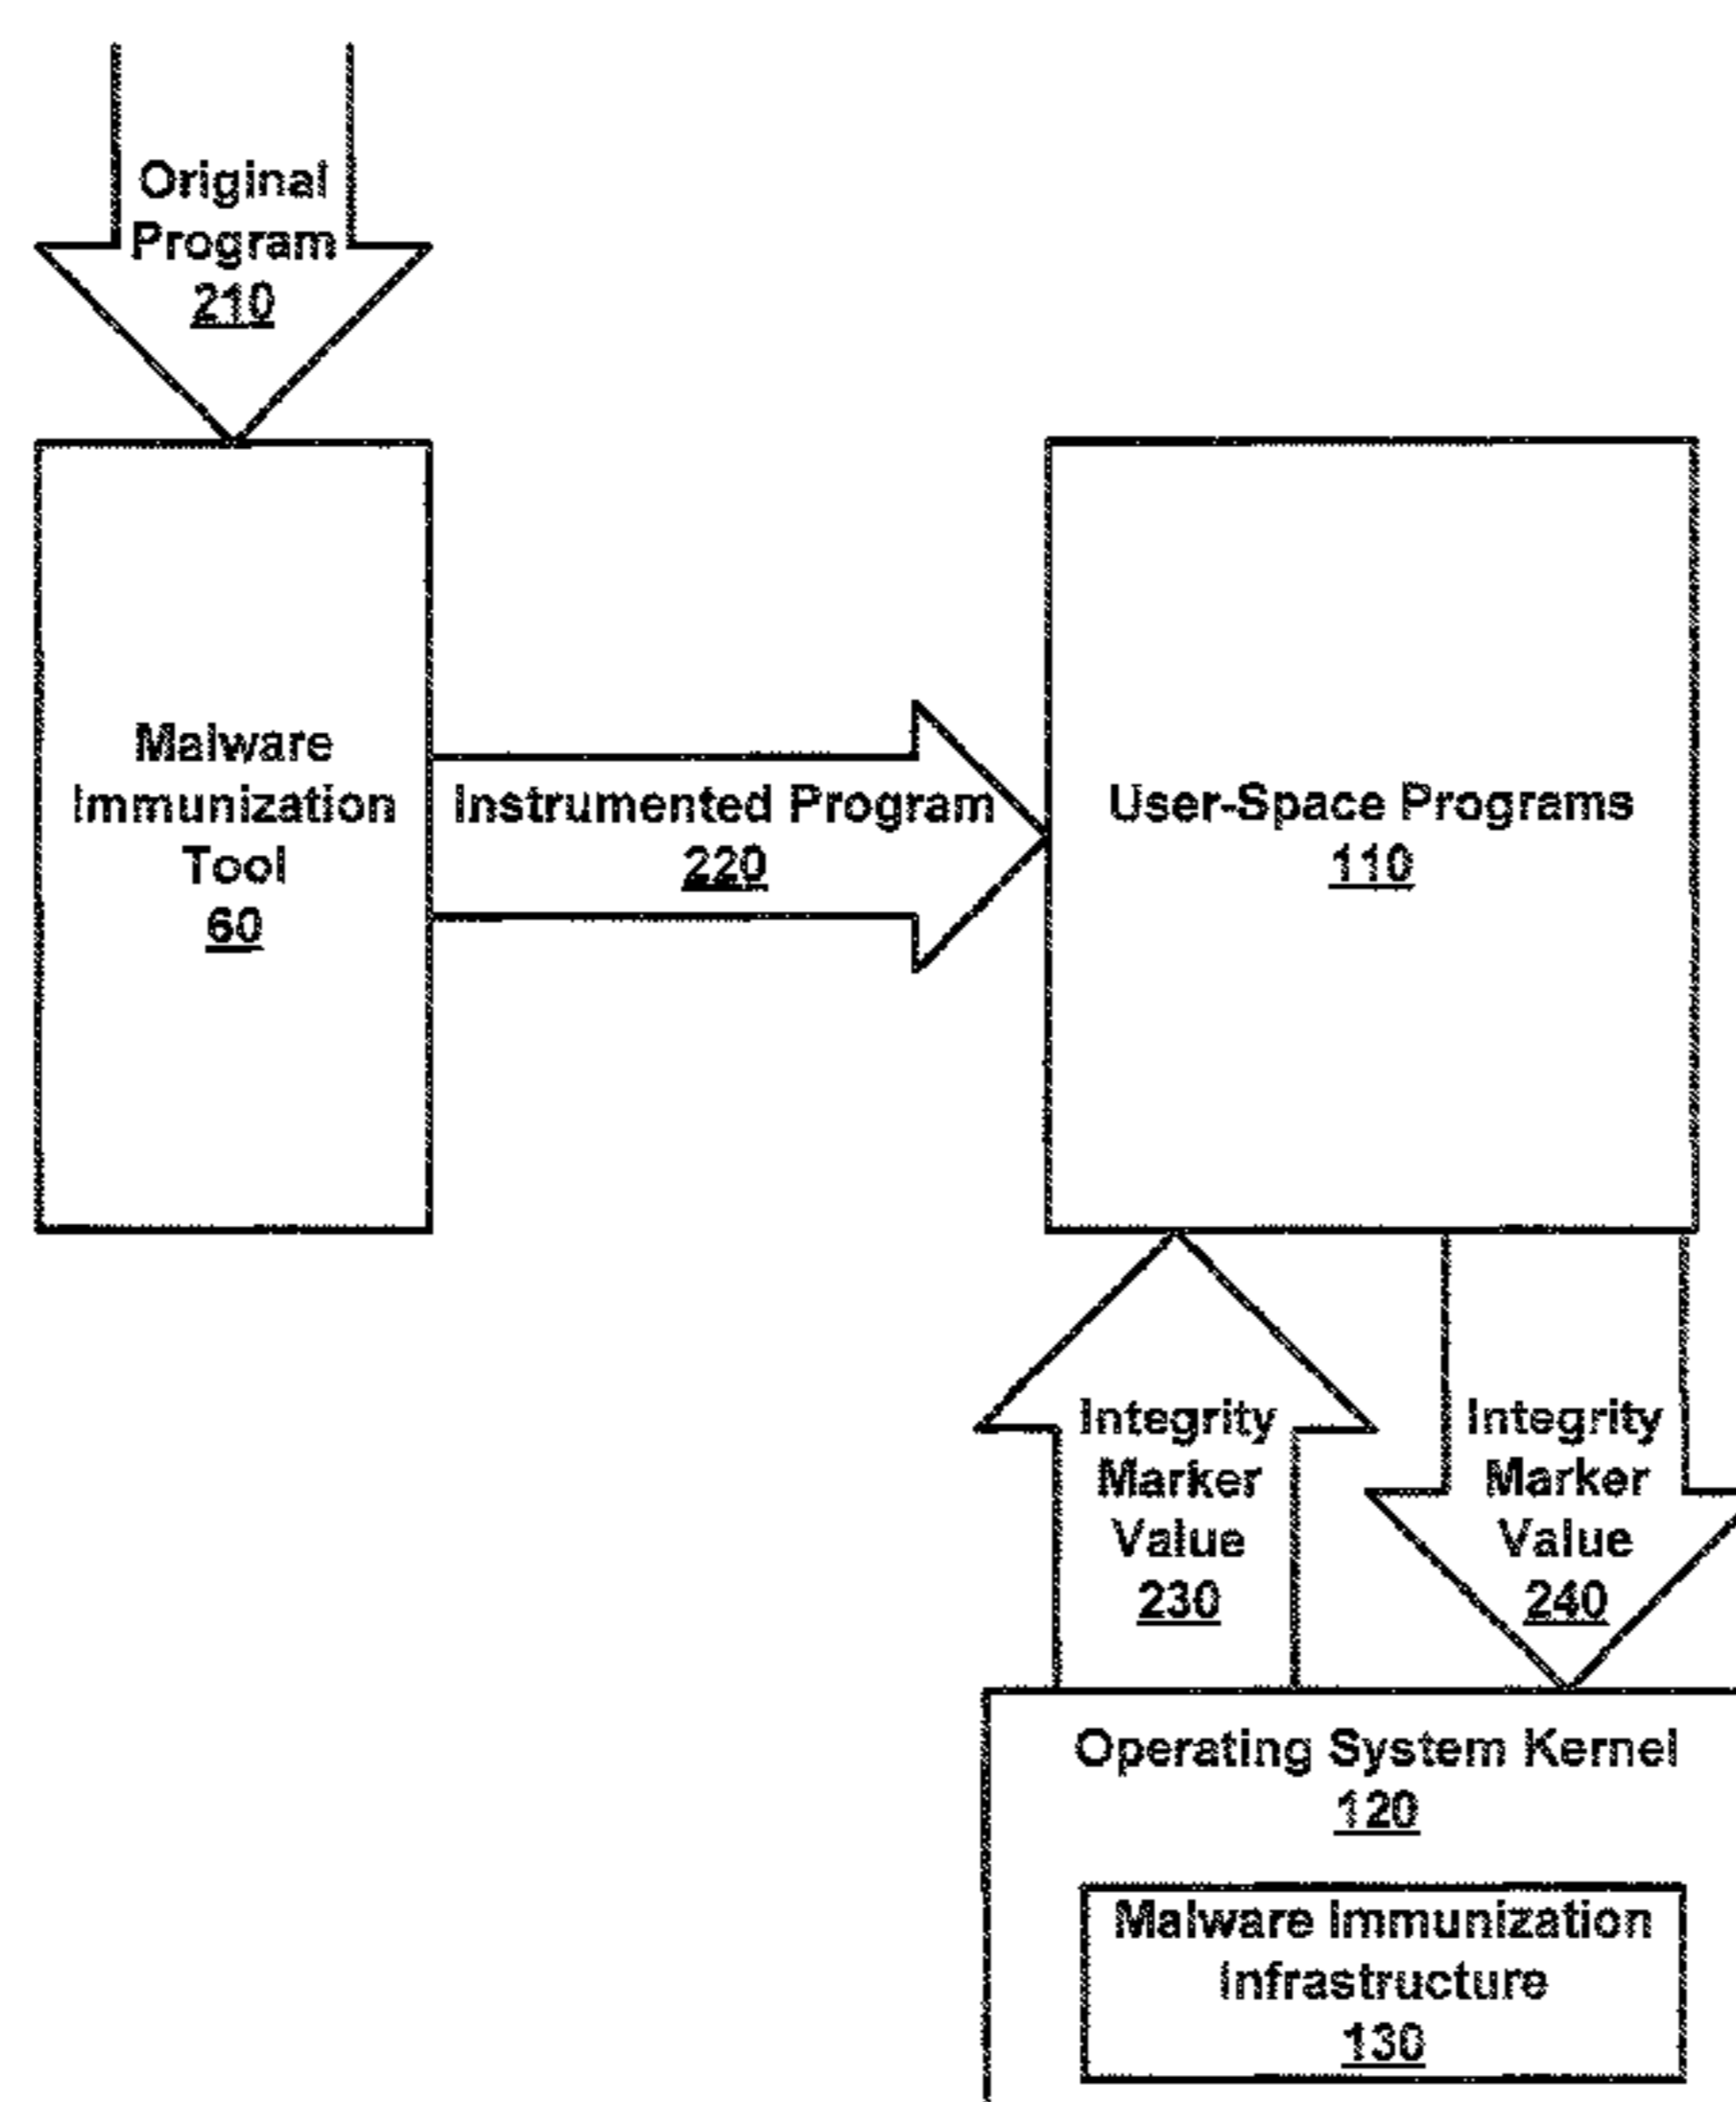 Original
Program
210
Malware
Immunization
Tool
60
Instrumented Program
220
User-Space Programs
110
Integrity
Marker
Value
230
Integrity
Marker
Value
240
Operating System Kernel
120
Malware Immunization
Infrastructure
130